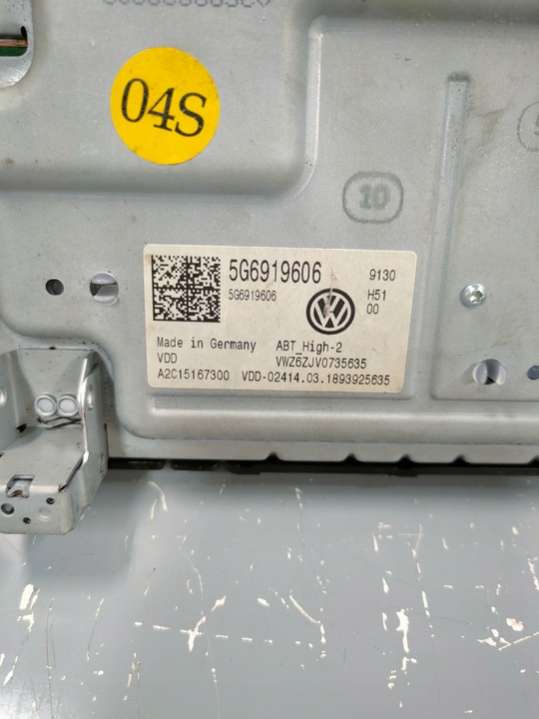 04S
10
5G6919606
9130
5G6919606
H51
00
Made in Germany ABT_High-2
VDD VWZ6ZJV0735635
A2C15167300 VDD-02414.03.1893925635